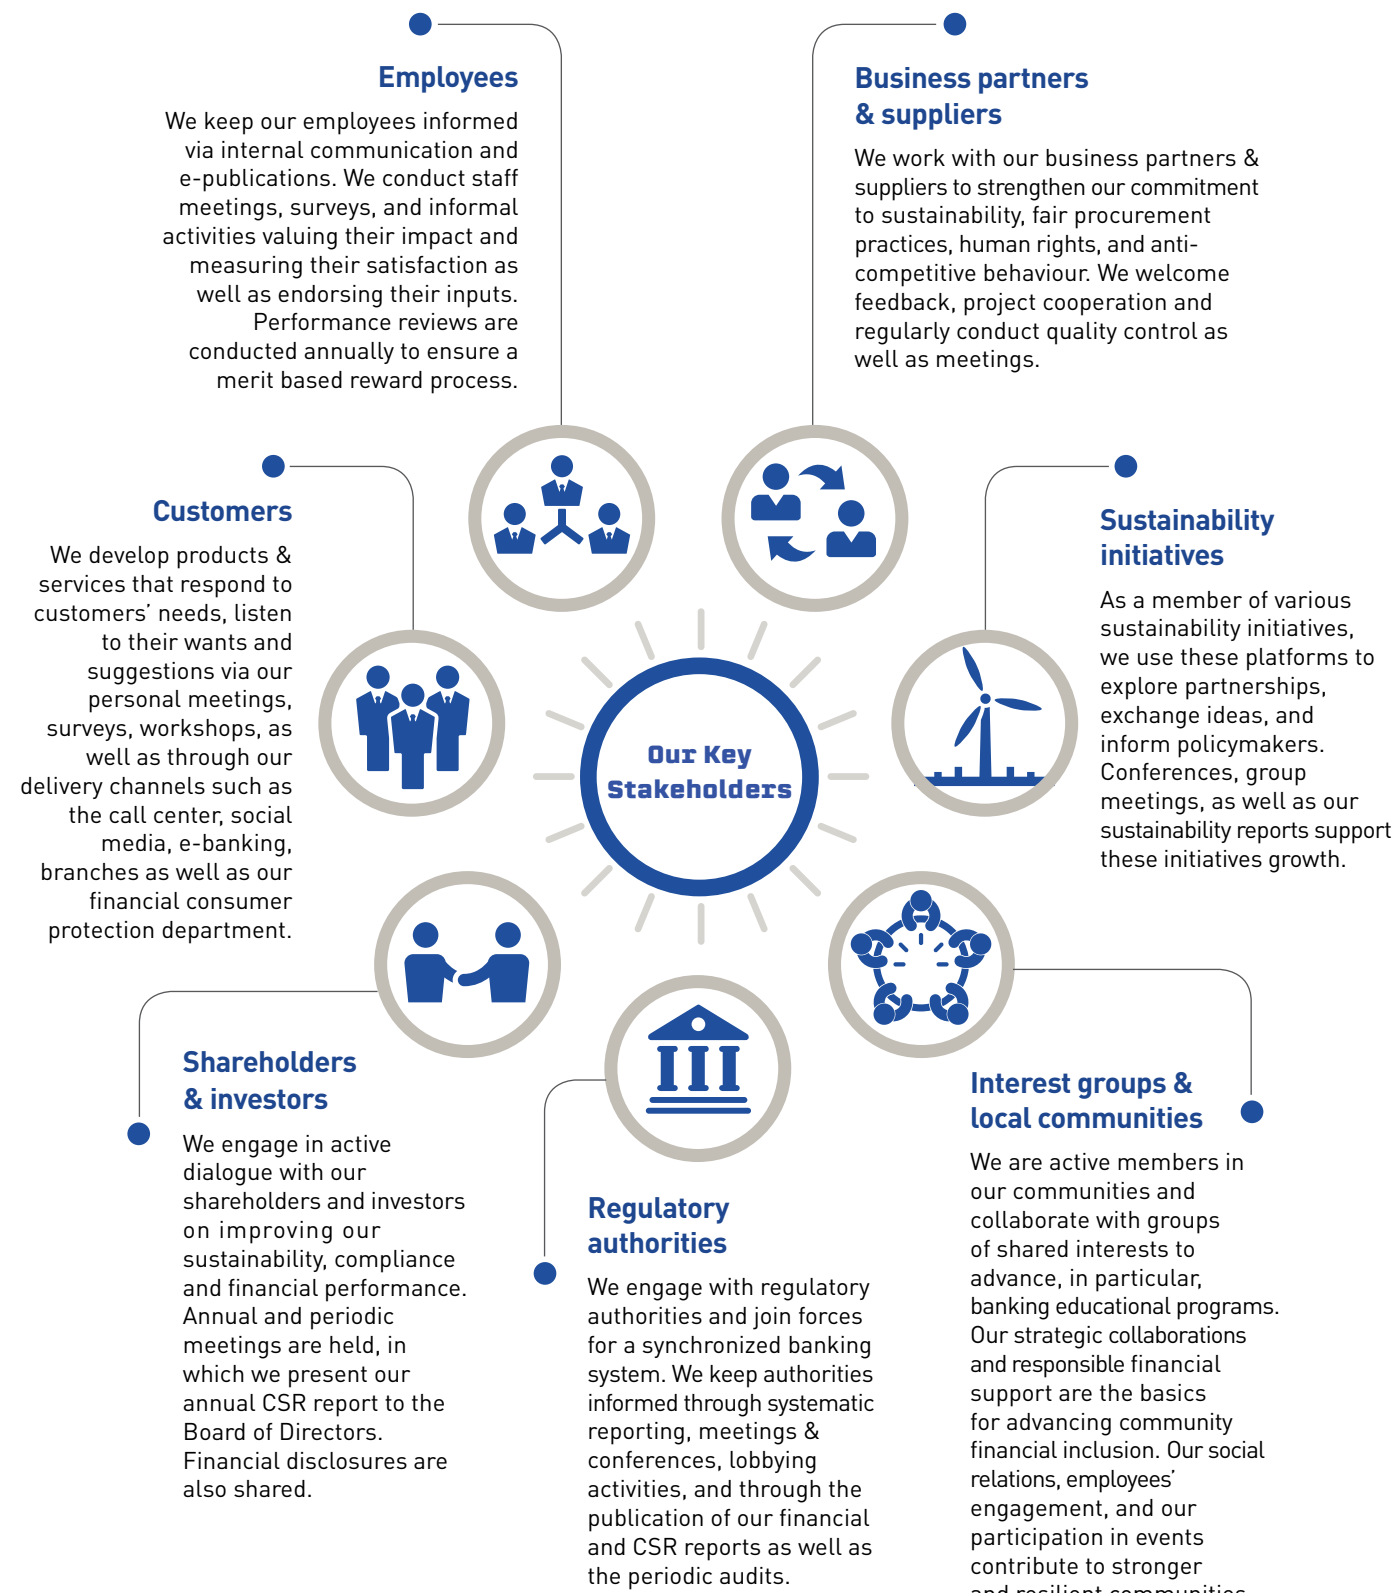 Employees
We keep our employees informed
via internal communication and
e-publications. We conduct staff
meetings, surveys, and informal
activities valuing their impact and
measuring their satisfaction as
well as endorsing their inputs.
Performance reviews are
conducted annually to ensure a
merit based reward process.
Business partners
& suppliers
We work with our business partners &
suppliers to strengthen our commitment
to sustainability, fair procurement
practices, human rights, and anti-
competitive behaviour. We welcome
feedback, project cooperation and
regularly conduct quality control as
well as meetings.
Customers
We develop products &
services that respond to
customers’ needs, listen
to their wants and
suggestions via our
personal meetings,
surveys, workshops, as
well as through our
delivery channels such as
the call center, social
media, e-banking,
branches as well as our
financial consumer
protection department.
Sustainability
initiatives
As a member of various
sustainability initiatives,
we use these platforms to
explore partnerships,
exchange ideas, and
inform policymakers.
Conferences, group
meetings, as well as our
sustainability reports support
these initiatives growth.
Our Key
Stakeholders
Shareholders
& investors
We engage in active
dialogue with our
shareholders and investors
on improving our
sustainability, compliance
and financial performance.
Annual and periodic
meetings are held, in
which we present our
annual CSR report to the
Board of Directors.
Financial disclosures are
also shared.
Regulatory
authorities
We engage with regulatory
authorities and join forces
for a synchronized banking
system. We keep authorities
informed through systematic
reporting, meetings &
conferences, lobbying
activities, and through the
publication of our financial
and CSR reports as well as
the periodic audits.
Interest groups &
local communities
We are active members in
our communities and
collaborate with groups
of shared interests to
advance, in particular,
banking educational programs.
Our strategic collaborations
and responsible financial
support are the basics
for advancing community
financial inclusion. Our social
relations, employees’
engagement, and our
participation in events
contribute to stronger
and resilient communities